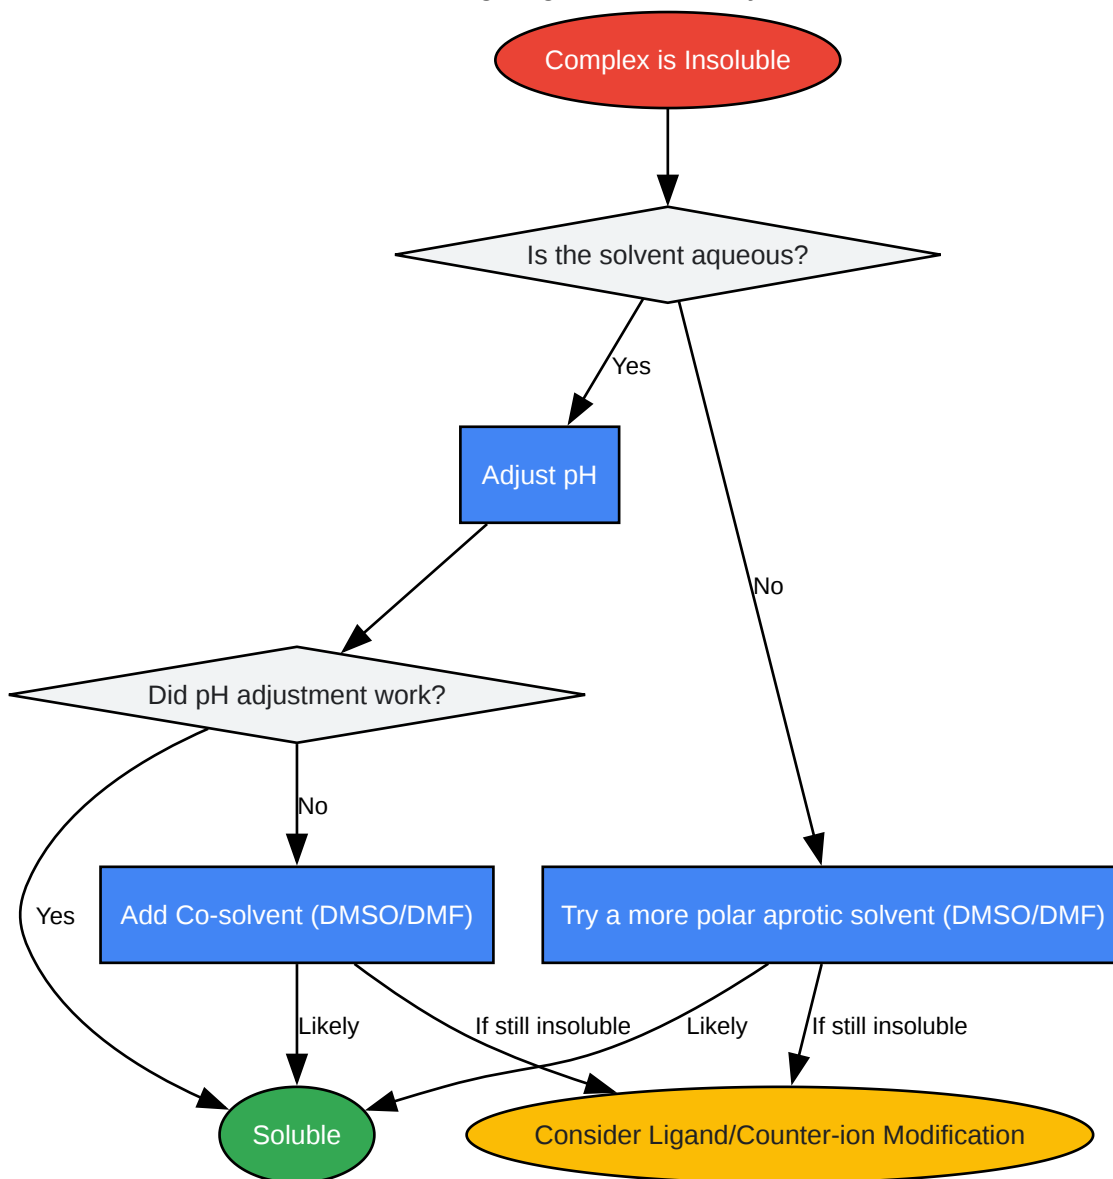 Complex is Insoluble
Is the solvent aqueous?
Yes
Adjust pH
No
Did pH adjustment work?
No
Yes
Add Co-solvent (DMSO/DMF)
Try a more polar aprotic solvent (DMSO/DMF)
Likely
If still insoluble
Likely
If still insoluble
Soluble
Consider Ligand/Counter-ion Modification